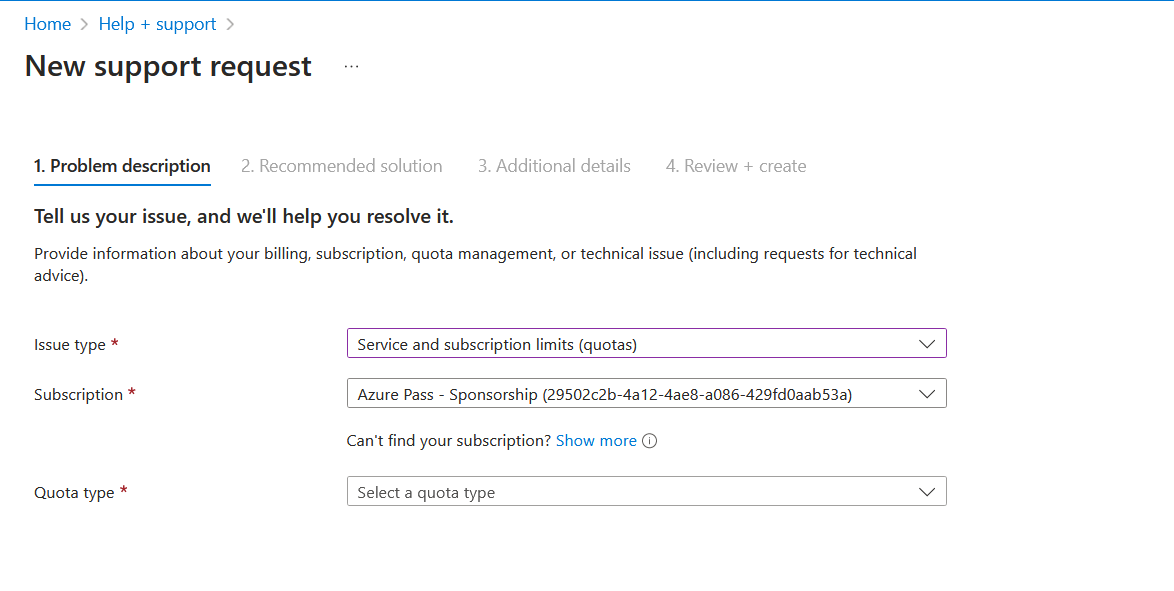 Home > Help + support >
New support request ...
1. Problem description 2. Recommended solution 3. Additional details 4. Review + create
Tell us your issue, and we'll help you resolve it.
Provide information about your billing, subscription, quota management, or technical issue (including requests for technical
advice).
Issue type * Service and subscription limits (quotas)
Subscription * Azure Pass - Sponsorship (29502c2b-4a12-4ae8-a086-429fd0aab53a)
Can't find your subscription? Show more
Quota type * Select a quota type